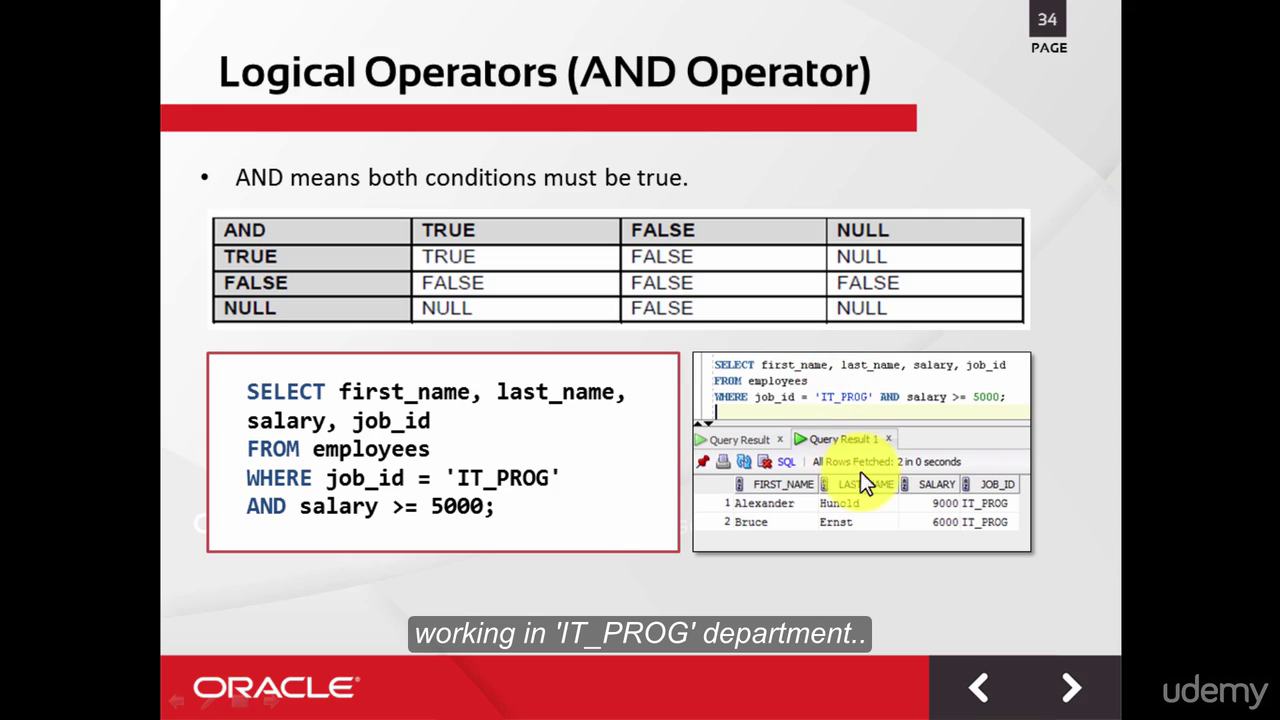 34
PAGE
Logical Operators (AND Operator)
• AND means both conditions must be true.
AND TRUE FALSE NULL
TRUE TRUE FALSE NULL
FALSE FALSE FALSE FALSE
NULL NULL FALSE NULL
SELECT first_name, last_name,
salary, job_id
FROM employees
WHERE job_id = 'IT_PROG'
AND salary >= 5000;
SELECT first_name, last_name, salary, job_id
FROM employees
WHERE job_id = 'IT_PROG' AND salary >= 5000;
Query Result x Query Result 1 x
SQL | All Rows Fetched: 2 in 0 seconds
FIRST_NAME LAST_NAME SALARY JOB_ID
1 Alexander Hunold 9000 IT_PROG
2 Bruce Ernst 6000 IT_PROG
working in 'IT_PROG' department..
ORACLE®
udemy